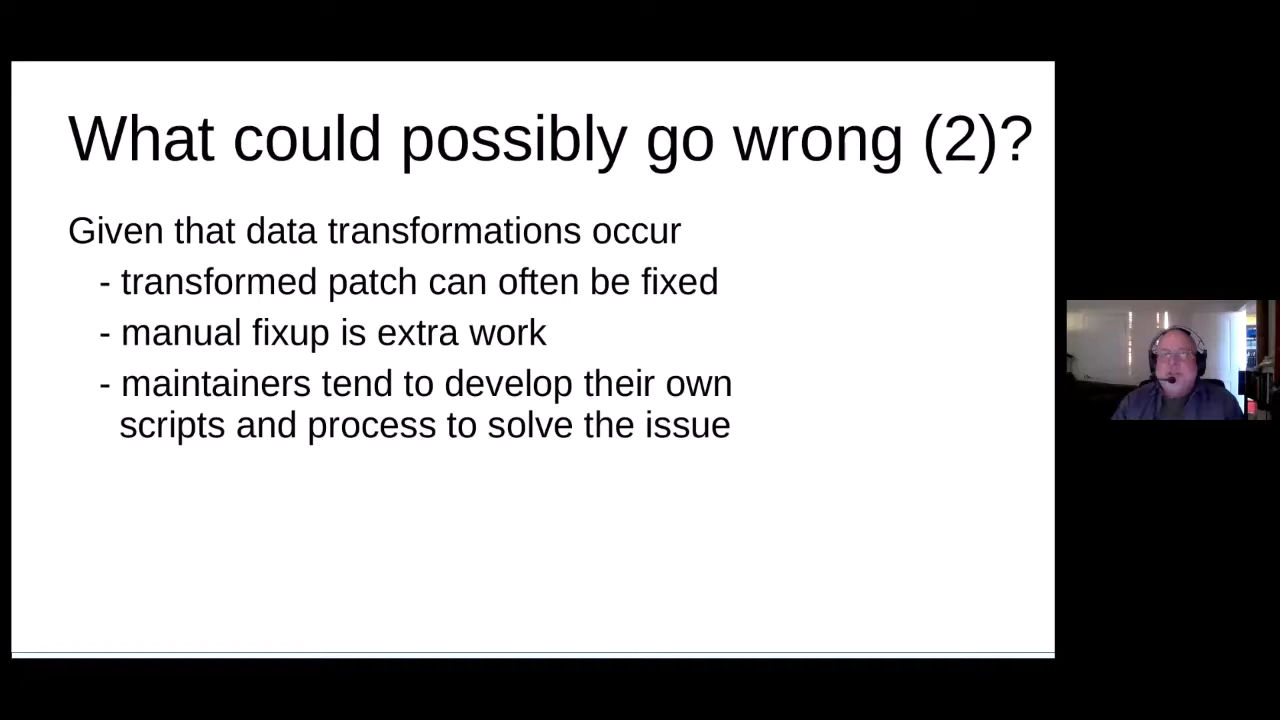 What could possibly go wrong (2)?
Given that data transformations occur
- transformed patch can often be fixed
- manual fixup is extra work
- maintainers tend to develop their own
scripts and process to solve the issue